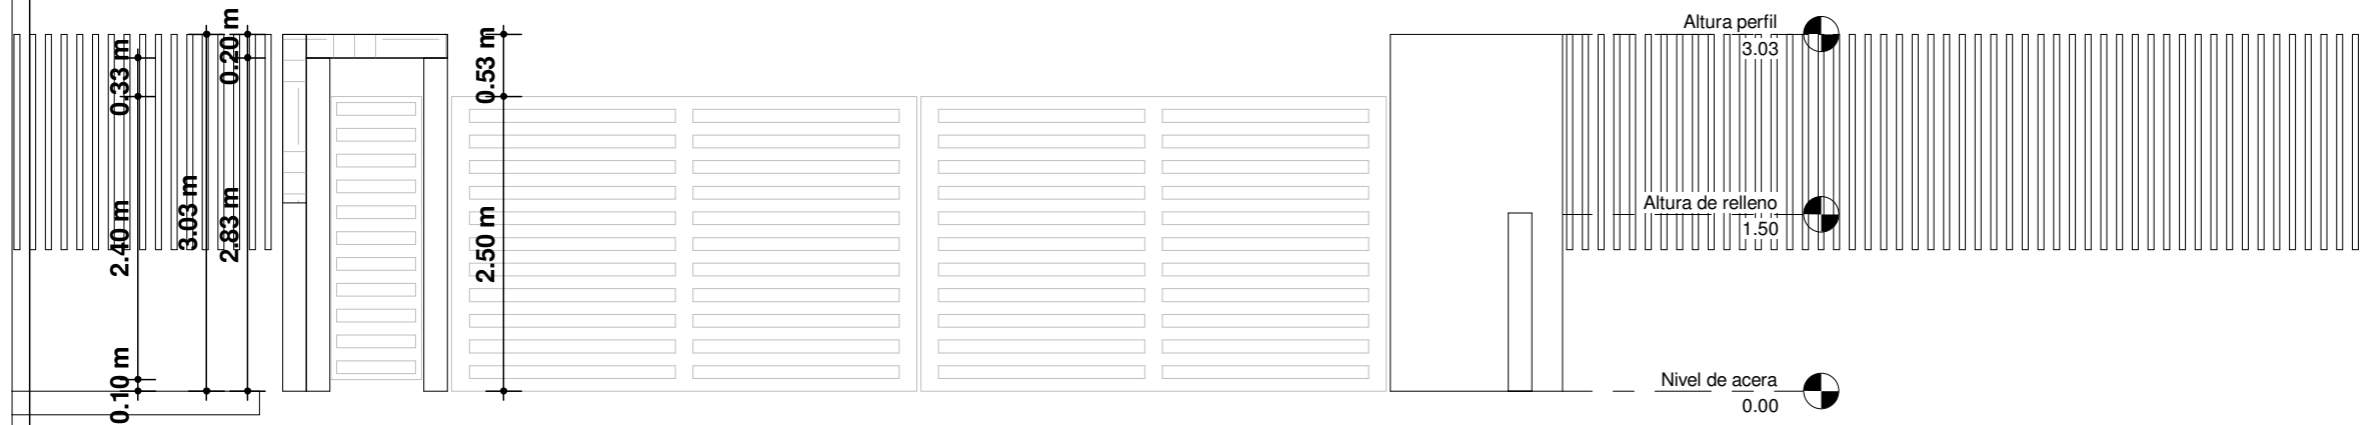 0.33 m
2.40 m
0.10 m
3.03 m
0.20 m
2.83 m
0.53 m
2.50 m
Altura perfil
3.03
Altura de relleno
1.50
Nivel de acera
0.00